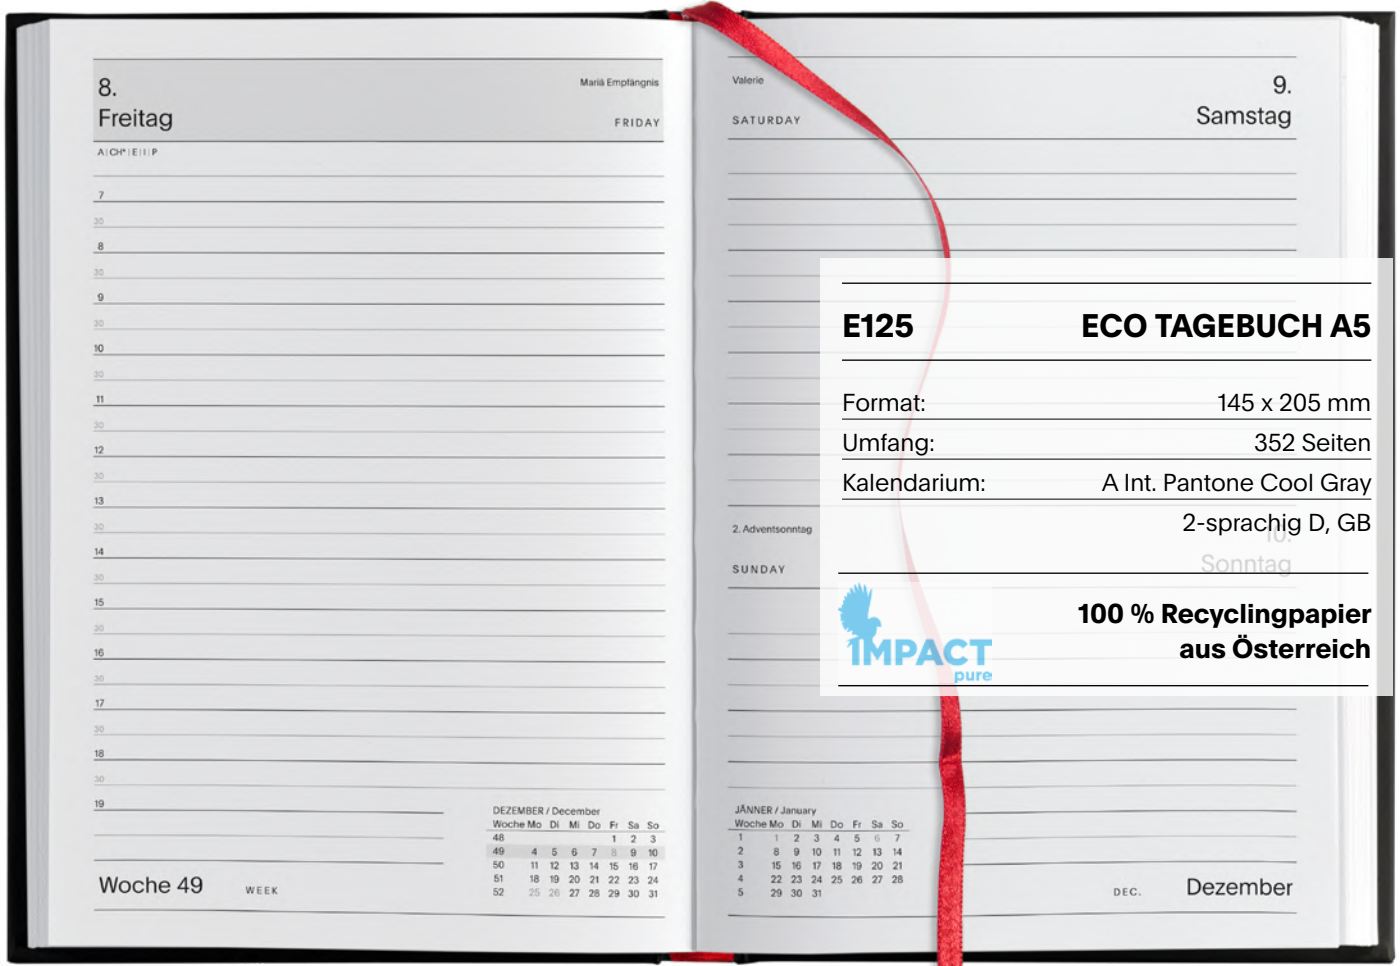 8.
Freitag
Mariä Empfängnis
FRIDAY
A | CH* | E | I | P
7
30
8
30
9
30
10
30
11
30
12
30
13
30
14
30
15
30
16
30
17
30
18
30
19
DEZEMBER / December
Woche Mo Di Mi Do Fr Sa So
48 1 2 3
49 4 5 6 7 8 9 10
50 11 12 13 14 15 16 17
51 18 19 20 21 22 23 24
52 25 26 27 28 29 30 31
Woche 49 WEEK
Valerie
SATURDAY
9.
Samstag
E125 ECO TAGEBUCH A5
Format: 145 x 205 mm
Umfang: 352 Seiten
Kalendarium: A Int. Pantone Cool Gray
2-sprachig D, GB
2. Adventsonntag
SUNDAY
10.
Sonntag
IMPACT
pure
100 % Recyclingpapier
aus Österreich
JÄNNER / January
Woche Mo Di Mi Do Fr Sa So
1 1 2 3 4 5 6 7
2 8 9 10 11 12 13 14
3 15 16 17 18 19 20 21
4 22 23 24 25 26 27 28
5 29 30 31
DEC. Dezember